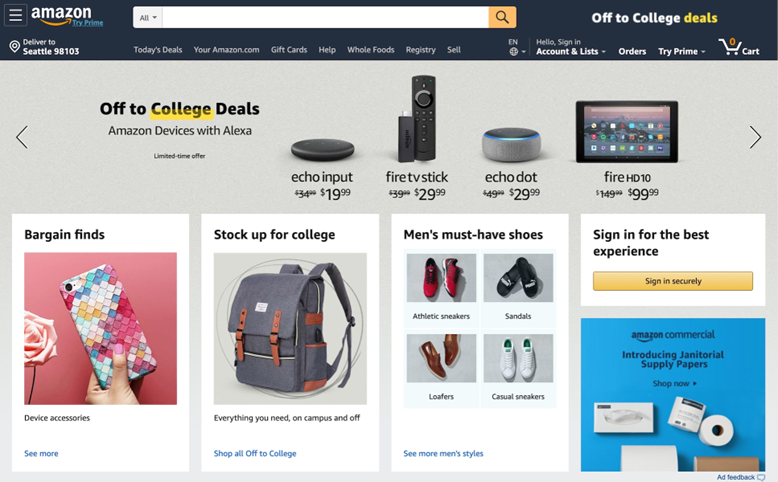 amazon
Try Prime
All
Off to College deals
Deliver to
Seattle 98103
Today's Deals Your Amazon.com Gift Cards Help Whole Foods Registry Sell
EN
Hello, Sign in
Account & Lists
Orders
Try Prime
0
Cart
Off to College Deals
Amazon Devices with Alexa
Limited-time offer
echo input
$34⁹⁹ $19⁹⁹
fire tv stick
$39⁹⁹ $29⁹⁹
echo dot
$49⁹⁹ $29⁹⁹
fire HD 10
$149⁹⁹ $99⁹⁹
Bargain finds
Device accessories
See more
Stock up for college
Everything you need, on campus and off
Shop all Off to College
Men's must-have shoes
Athletic sneakers
Sandals
Loafers
Casual sneakers
See more men's styles
Sign in for the best
experience
Sign in securely
amazon commercial
Introducing Janitorial
Supply Papers
Shop now
Ad feedback